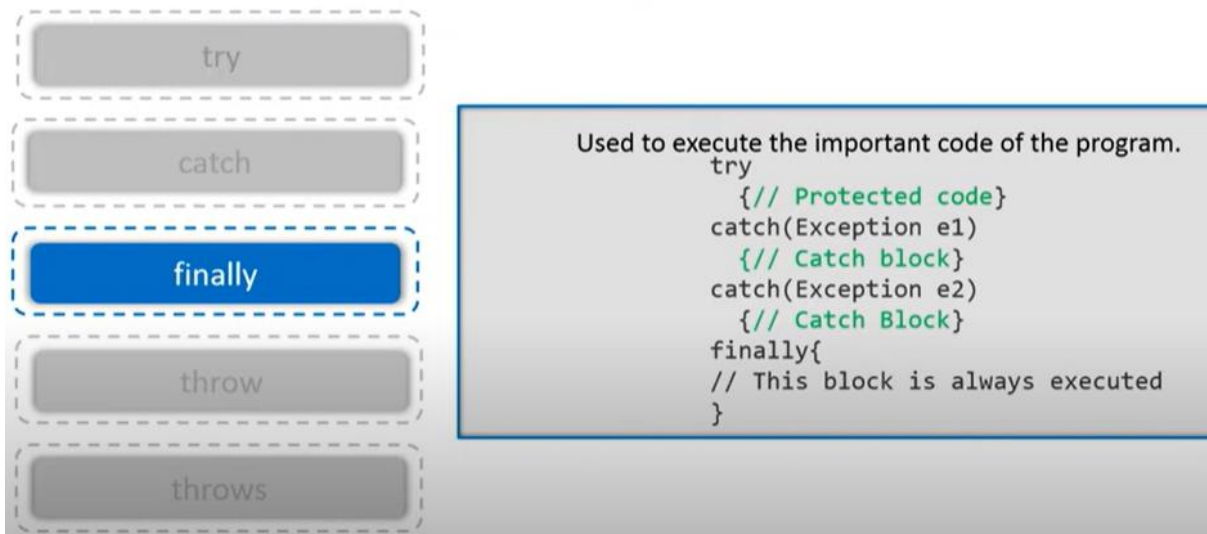 try
catch
finally
throw
throws
Used to execute the important code of the program.
try
{// Protected code}
catch(Exception e1)
{// Catch block}
catch(Exception e2)
{// Catch Block}
finally{
// This block is always executed
}